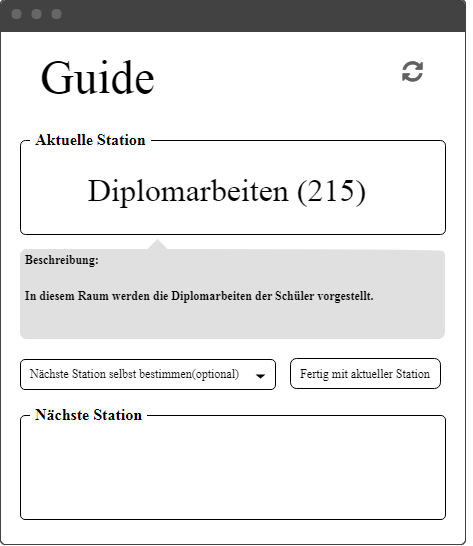 Guide
Aktuelle Station
Diplomarbeiten (215)
Beschreibung:
In diesem Raum werden die Diplomarbeiten der Schüler vorgestellt.
Nächste Station selbst bestimmen(optional)
Fertig mit aktueller Station
Nächste Station